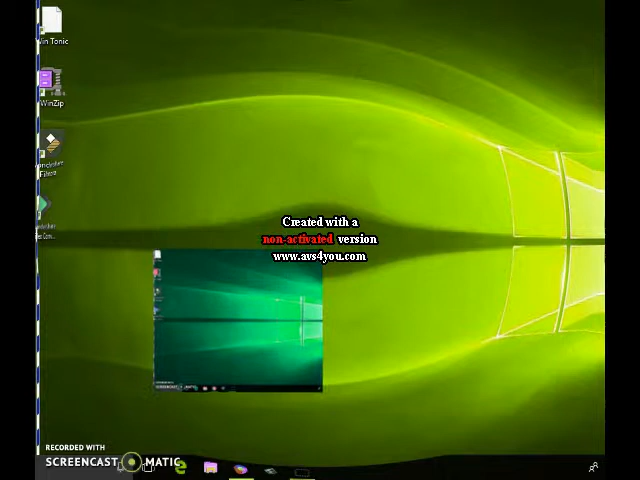 Win Tonic
WinZip
Created with a
non-activated version
www.avs4you.com
RECORDED WITH
SCREENCAST MATIC